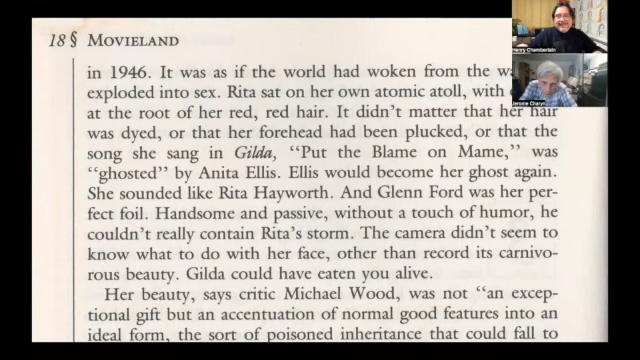 18 § MOVIELAND
Henry Chamberlain
Jerome Charyn
in 1946. It was as if the world had woken from the
exploded into sex. Rita sat on her own atomic atoll, with
at the root of her red, red hair. It didn't matter that her hair
was dyed, or that her forehead had been plucked, or that the
song she sang in Gilda, "Put the Blame on Mame," was
"ghosted" by Anita Ellis. Ellis would become her ghost again.
She sounded like Rita Hayworth. And Glenn Ford was her per-
fect foil. Handsome and passive, without a touch of humor, he
couldn't really contain Rita's storm. The camera didn't seem to
know what to do with her face, other than record its carnivo-
rous beauty. Gilda could have eaten you alive.
Her beauty, says critic Michael Wood, was not "an excep-
tional gift but an accentuation of normal good features into an
ideal form, the sort of poisoned inheritance that could fall to